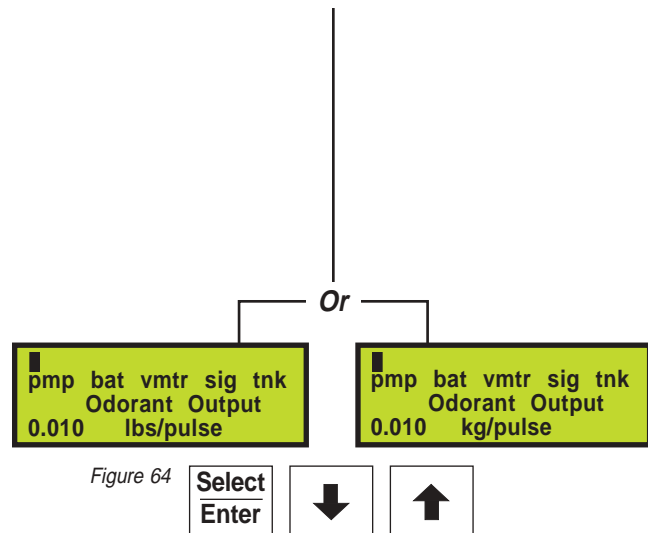 Or
pmp bat vmtr sig tnk
Odorant Output
0.010 lbs/pulse
pmp bat vmtr sig tnk
Odorant Output
0.010 kg/pulse
Figure 64
Select
Enter